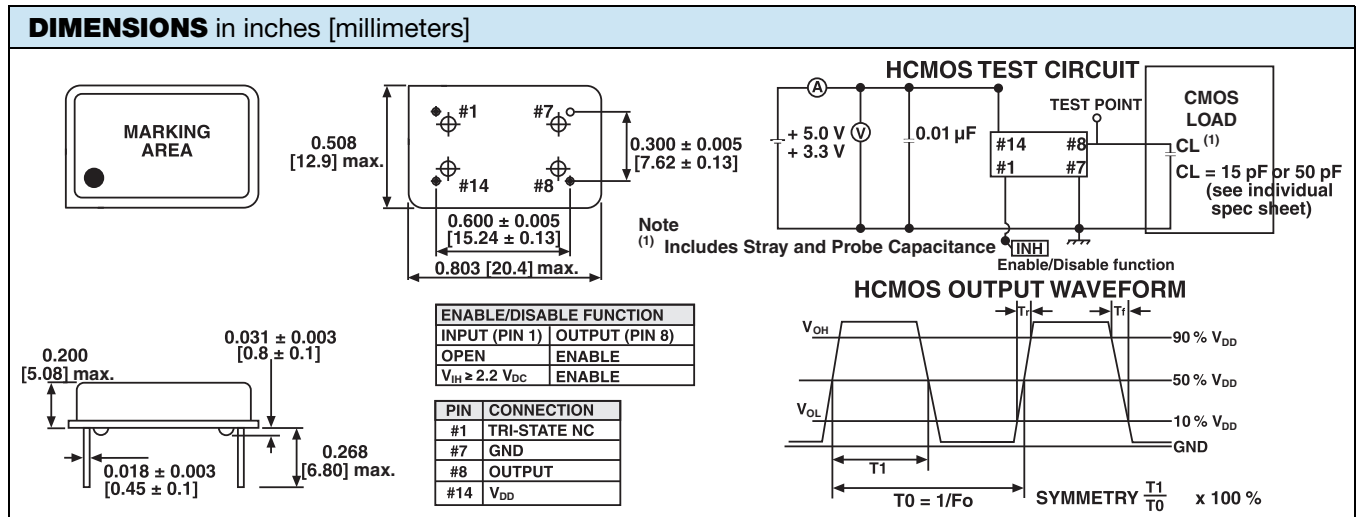 DIMENSIONS in inches [millimeters]
MARKING
AREA
0.508
[12.9] max.
#1
#7
#14
#8
0.300 ± 0.005
[7.62 ± 0.13]
0.600 ± 0.005
[15.24 ± 0.13]
0.803 [20.4] max.
Note
(1) Includes Stray and Probe Capacitance
HCMOS TEST CIRCUIT
A
+ 5.0 V
+ 3.3 V
V
0.01 µF
TEST POINT
#14
#8
#1
#7
CMOS
LOAD
CL (1)
CL = 15 pF or 50 pF
(see individual
spec sheet)
INH
Enable/Disable function
0.200
[5.08] max.
0.031 ± 0.003
[0.8 ± 0.1]
0.018 ± 0.003
[0.45 ± 0.1]
0.268
[6.80] max.
ENABLE/DISABLE FUNCTION
INPUT (PIN 1) OUTPUT (PIN 8)
OPEN ENABLE
VIH ≥ 2.2 VDC ENABLE
PIN CONNECTION
#1 TRI-STATE NC
#7 GND
#8 OUTPUT
#14 VDD
HCMOS OUTPUT WAVEFORM
Tr
Tf
VOH
90 % VDD
50 % VDD
VOL
10 % VDD
GND
T1
T0 = 1/Fo
SYMMETRY T1/T0 x 100 %